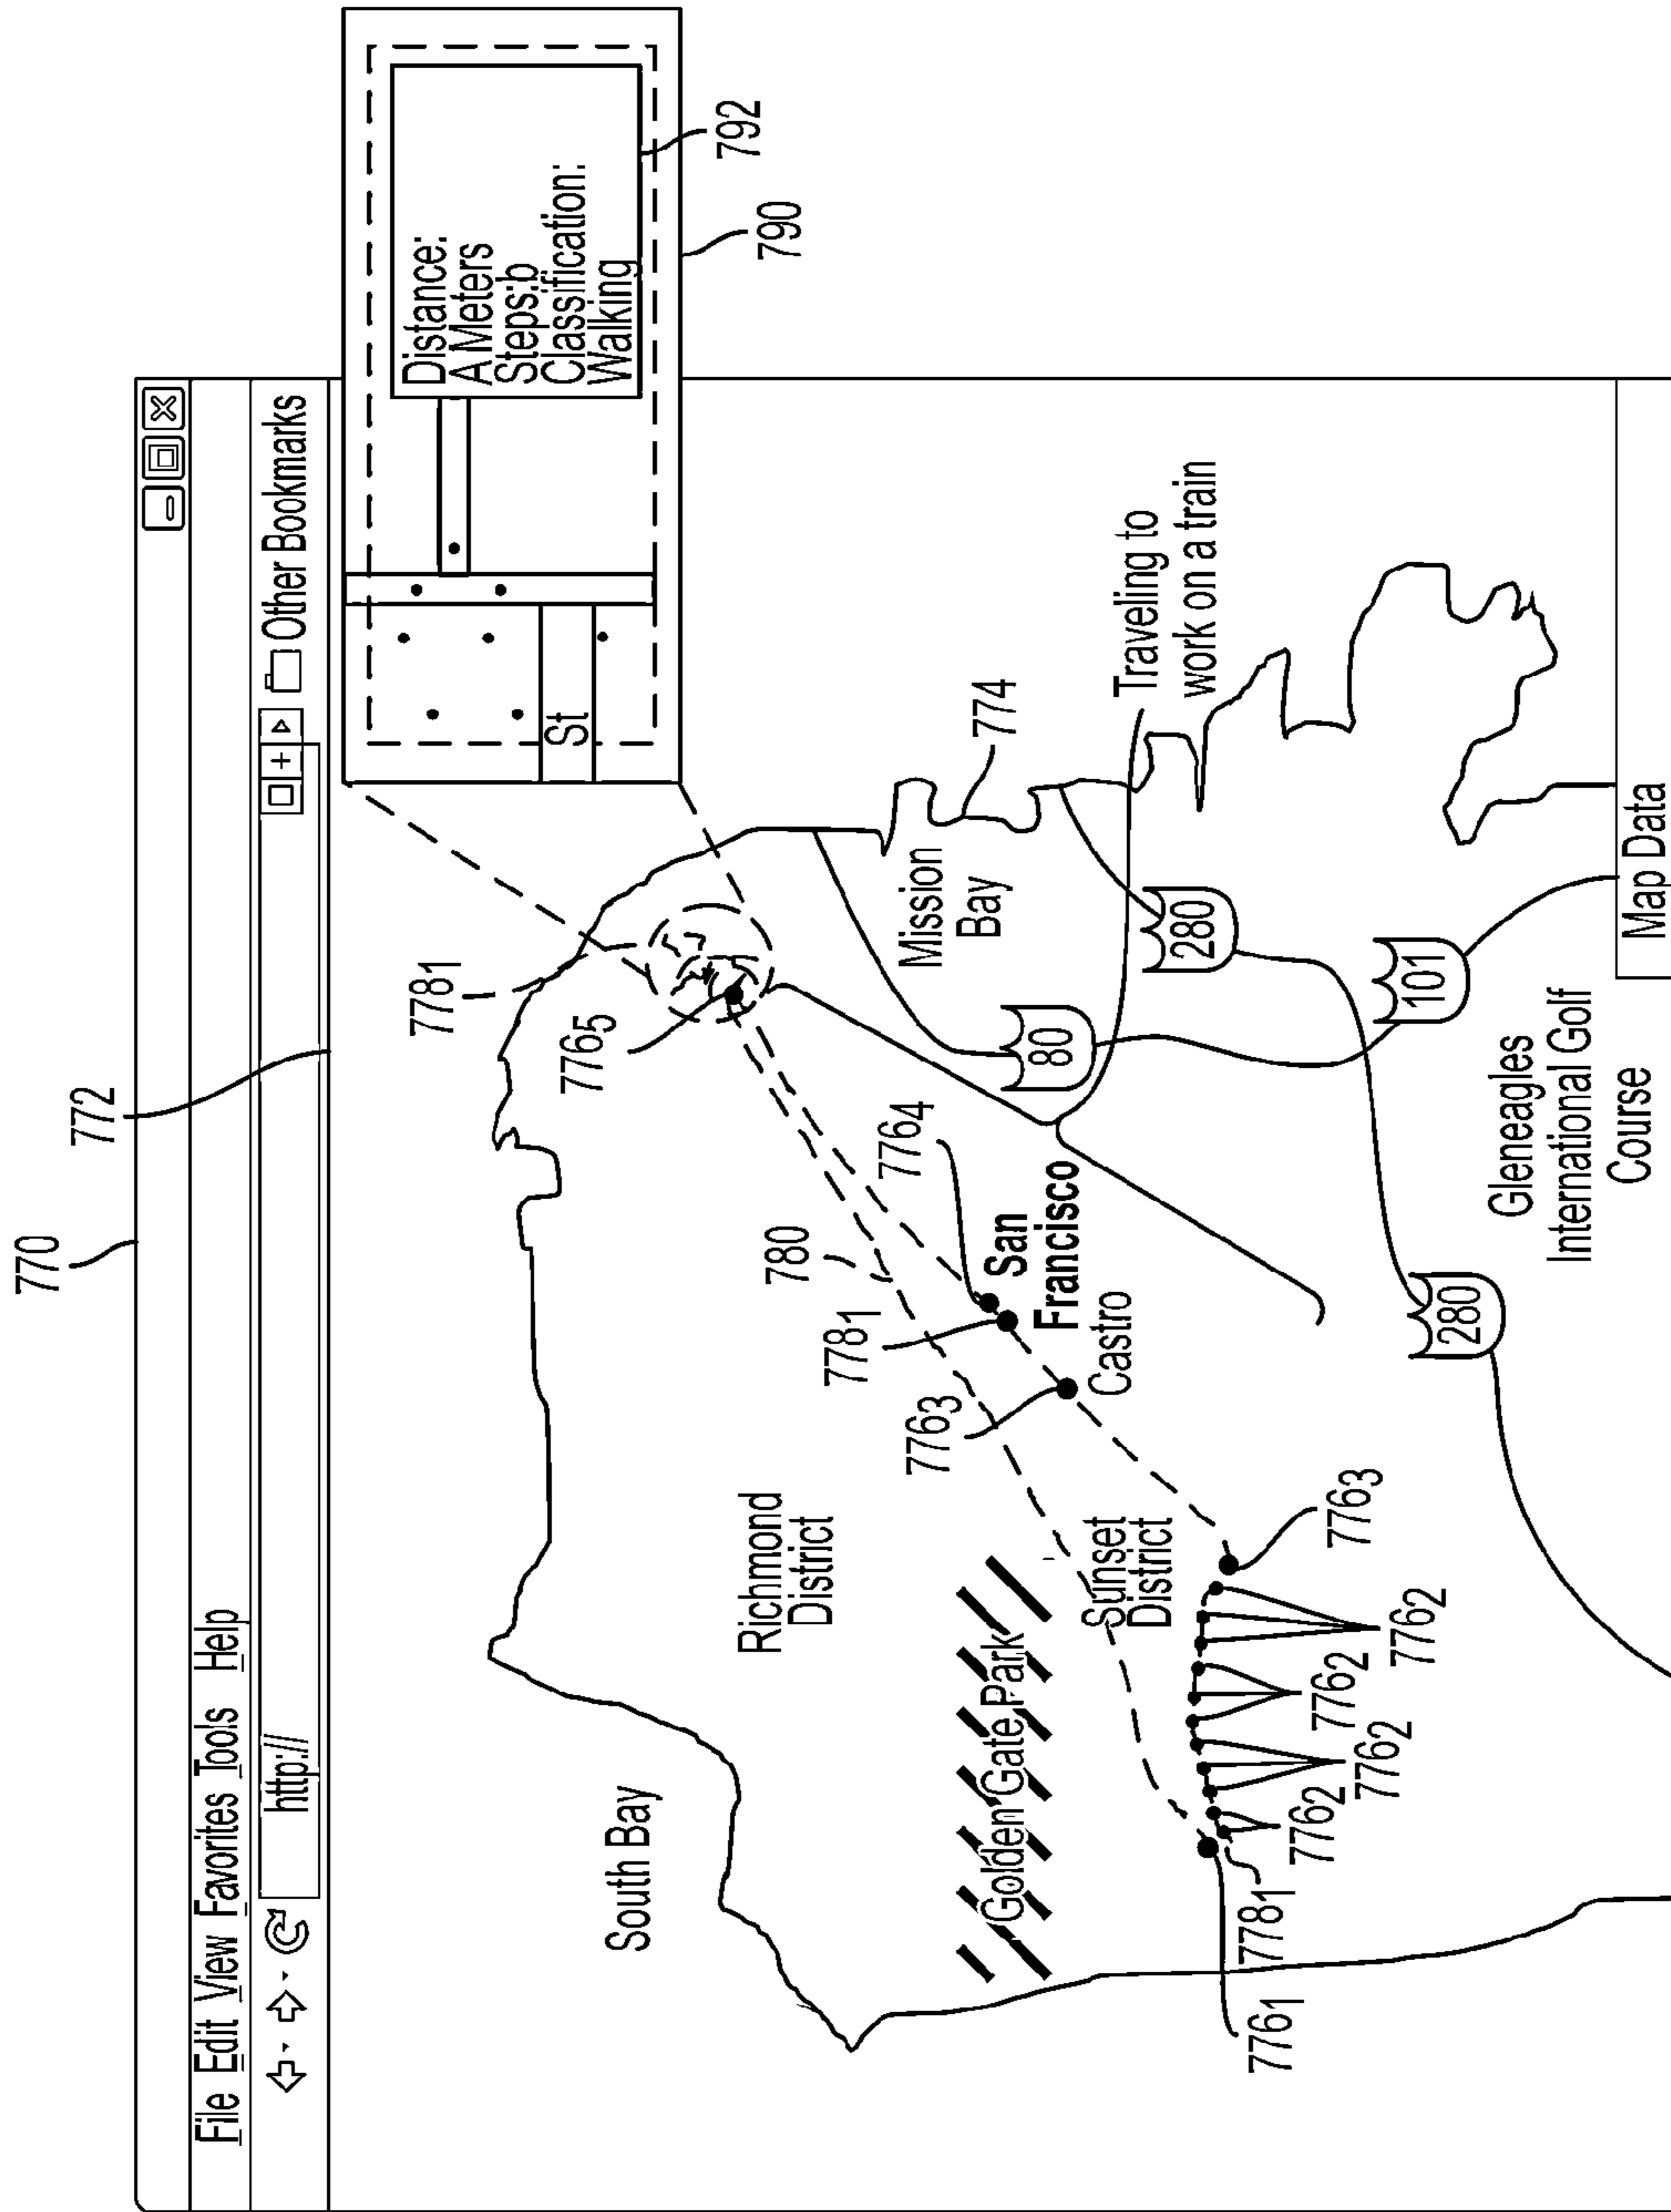 770
772
File Edit View Favorites Tools Help
http://
Other Bookmarks
Distance:
A Meters
Steps:b
Classification:
Walking
St
792
790
South Bay
Richmond
District
Golden Gate Park
Sunset
District
7781
7765
780
7781
7764
7763
San
Francisco
Castro
Mission
Bay
774
Traveling to
work on a train
80
280
101
280
7761
7781
7762
7762
7762
7762
7763
Gleneagles
International Golf
Course
Map Data